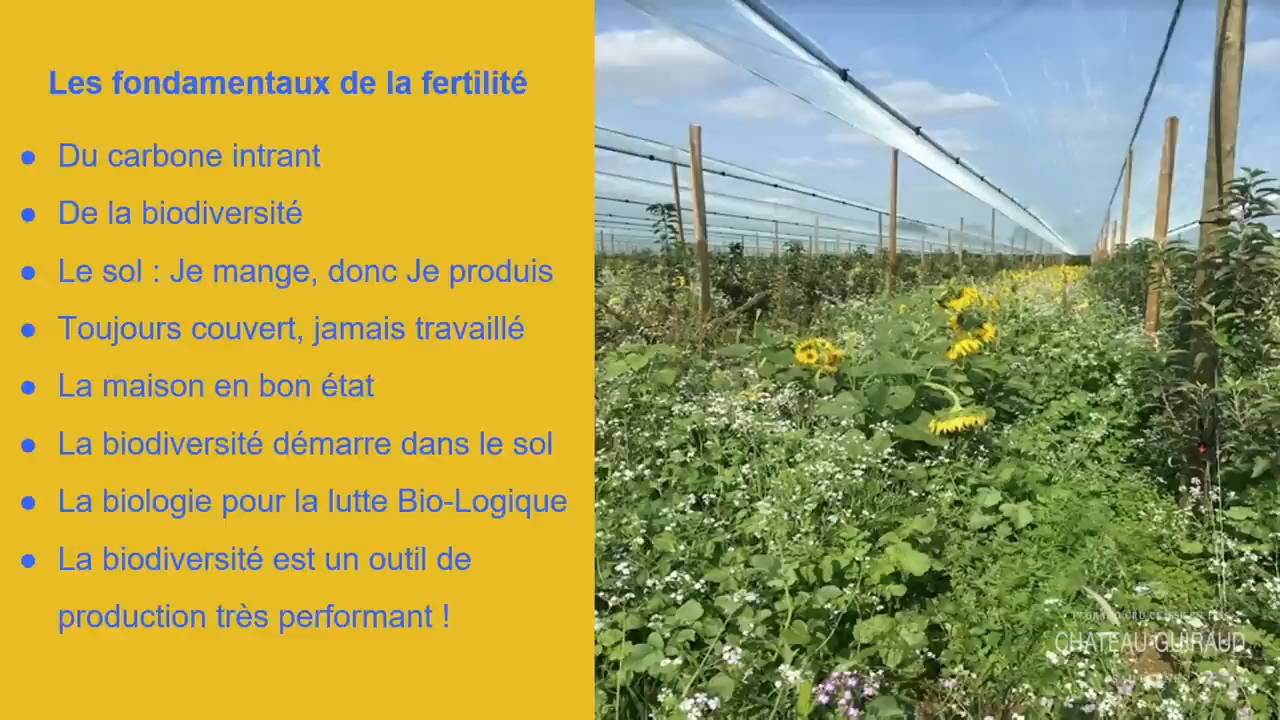 Les fondamentaux de la fertilité
● Du carbone intrant
● De la biodiversité
● Le sol : Je mange, donc Je produis
● Toujours couvert, jamais travaillé
● La maison en bon état
● La biodiversité démarre dans le sol
● La biologie pour la lutte Bio-Logique
● La biodiversité est un outil de
production très performant !
CHATEAU GUIRAUD